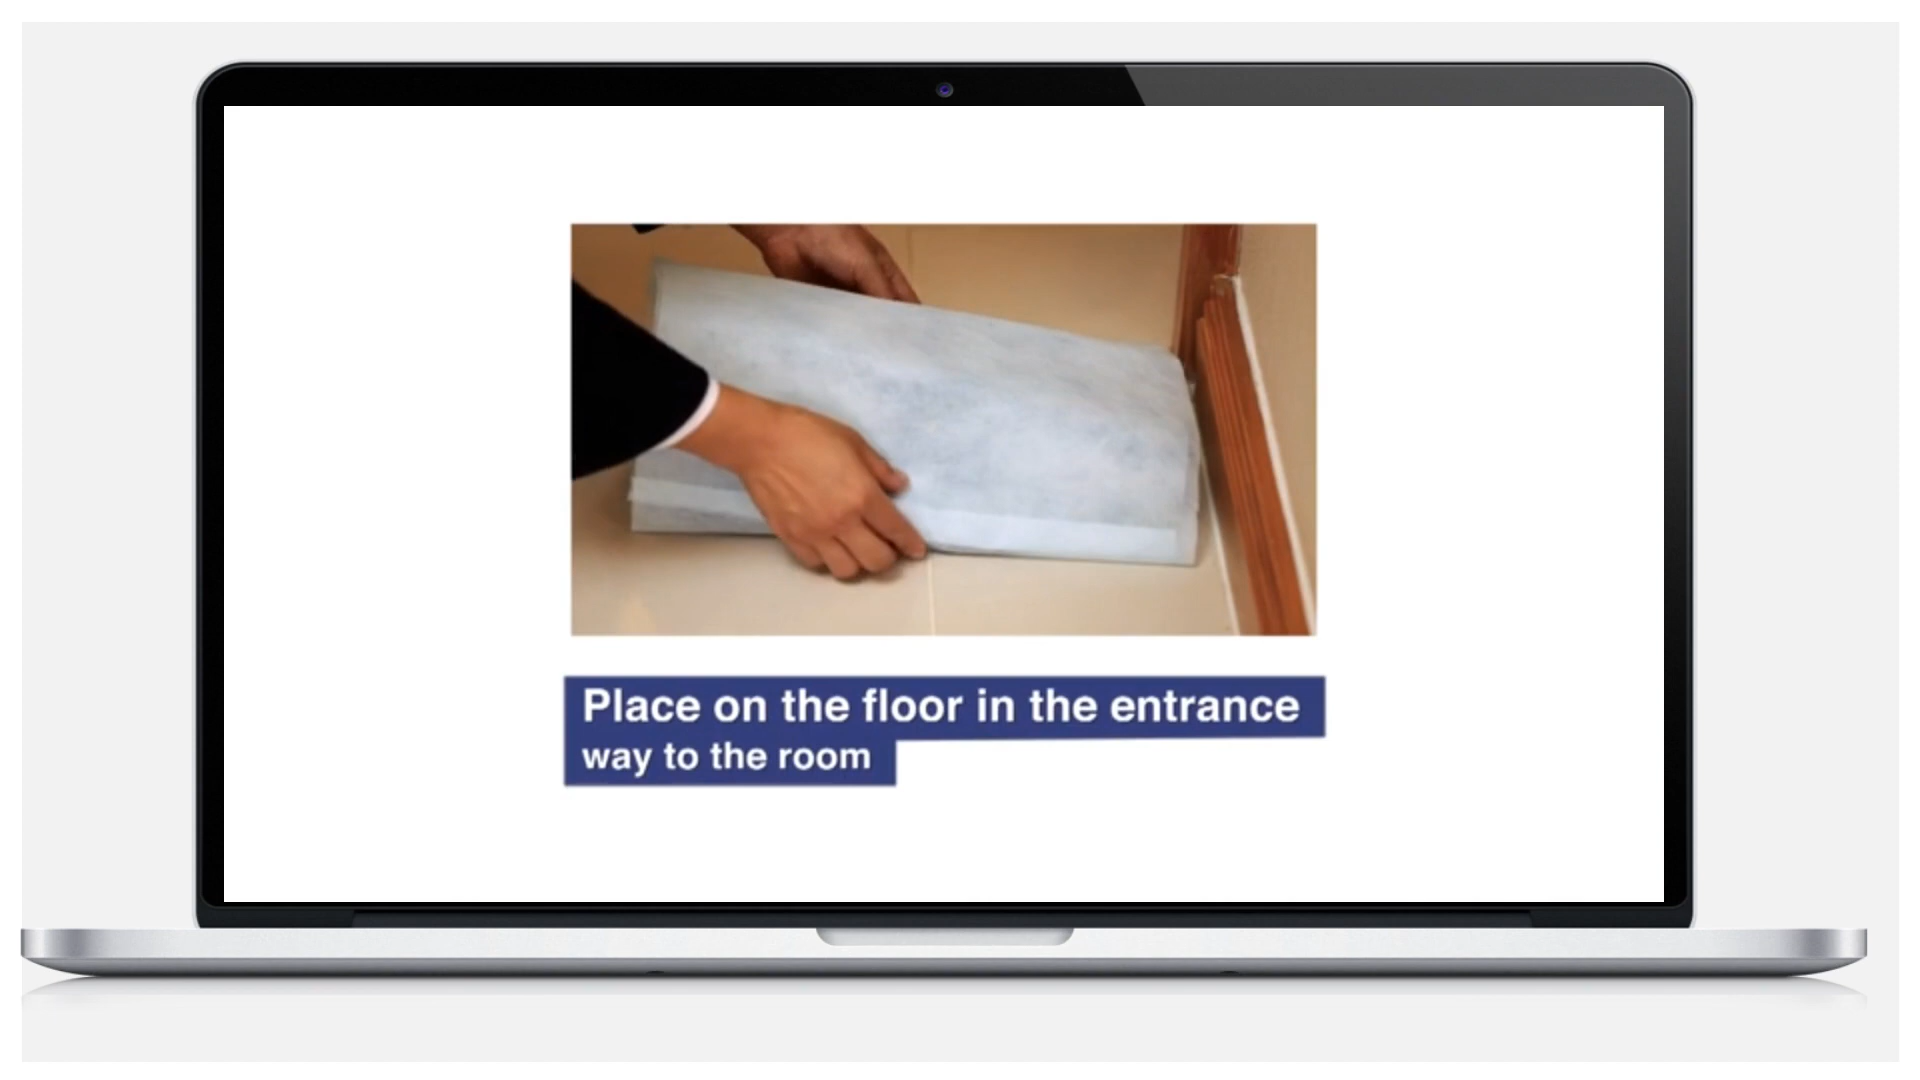 Place on the floor in the entrance
way to the room